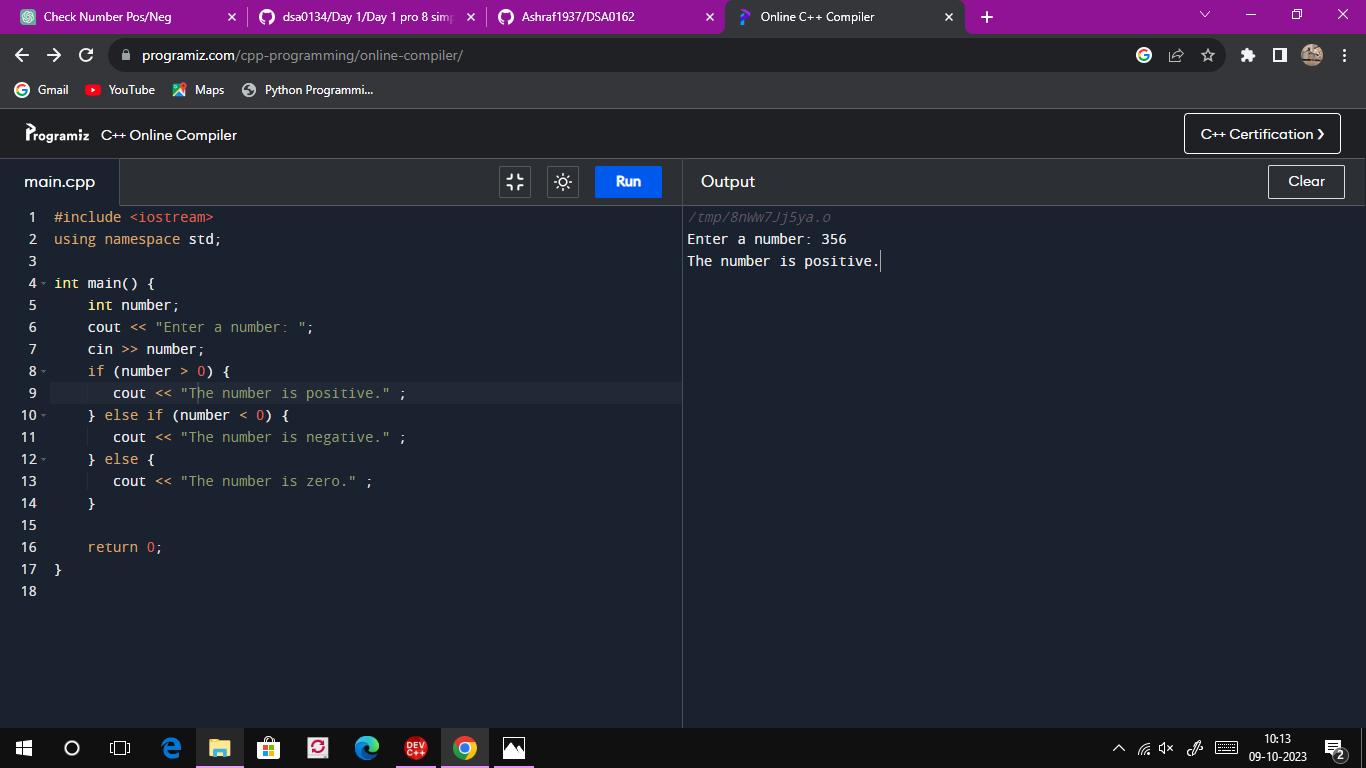 Check Number Pos/Neg
dsa0134/Day 1/Day 1 pro 8 simp
Ashraf1937/DSA0162
Online C++ Compiler
programiz.com/cpp-programming/online-compiler/
Gmail YouTube Maps Python Programmi...
Programiz C++ Online Compiler
C++ Certification ❯
main.cpp
Run
Output
Clear
1 #include <iostream>
2 using namespace std;
3
4 int main() {
5     int number;
6     cout << "Enter a number: ";
7     cin >> number;
8     if (number > 0) {
9        cout << "The number is positive." ;
10     } else if (number < 0) {
11        cout << "The number is negative." ;
12     } else {
13        cout << "The number is zero." ;
14     }
15
16     return 0;
17 }
18
/tmp/8nWw7Jj5ya.o
Enter a number: 356
The number is positive.
DEV
C++
10:13
09-10-2023
2